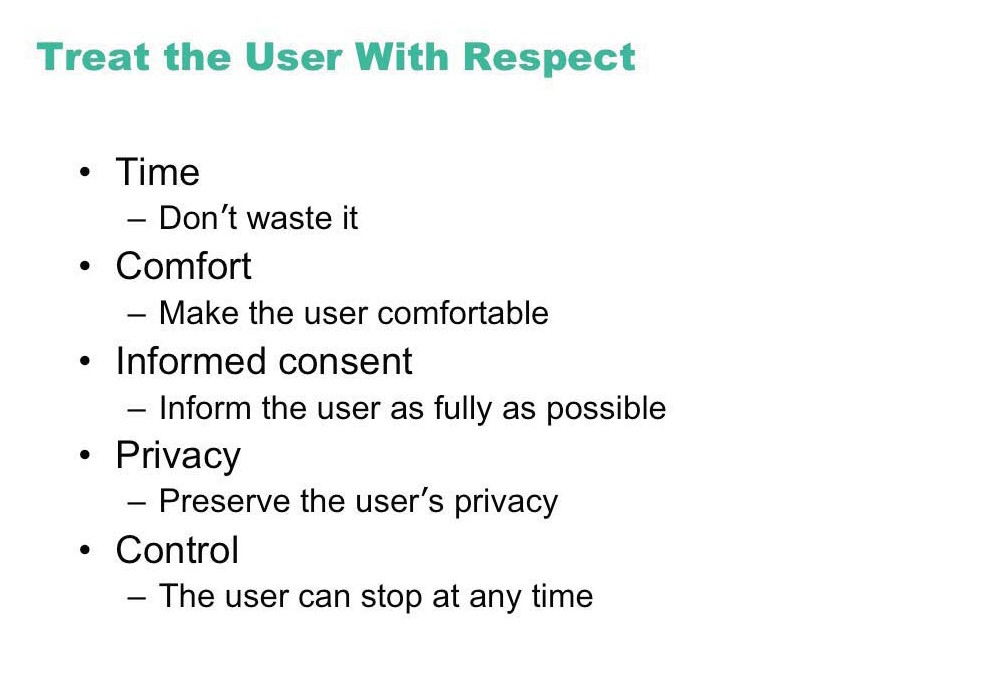 Treat the User With Respect
• Time
– Don′t waste it
• Comfort
– Make the user comfortable
• Informed consent
– Inform the user as fully as possible
• Privacy
– Preserve the user′s privacy
• Control
– The user can stop at any time